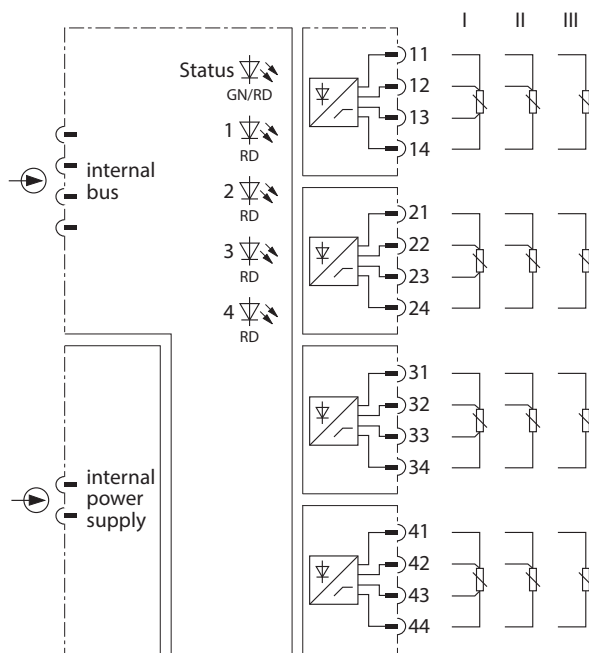 I II III
Status
GN/RD
1
RD
2
RD
3
RD
4
RD
internal
bus
internal
power
supply
11
12
13
14
21
22
23
24
31
32
33
34
41
42
43
44